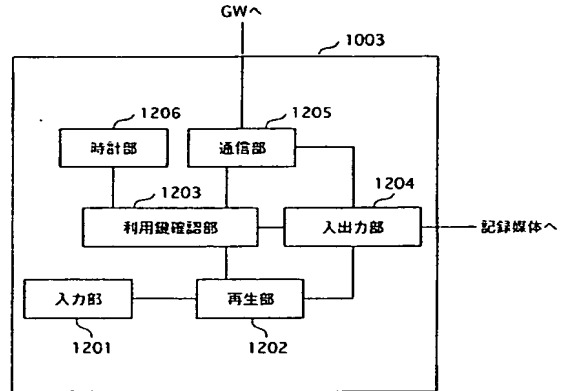 GWへ
1003
1206
1205
時計部
通信部
1204
1203
利用鍵確認部
入出力部
記録媒体へ
入力部
再生部
1201
1202